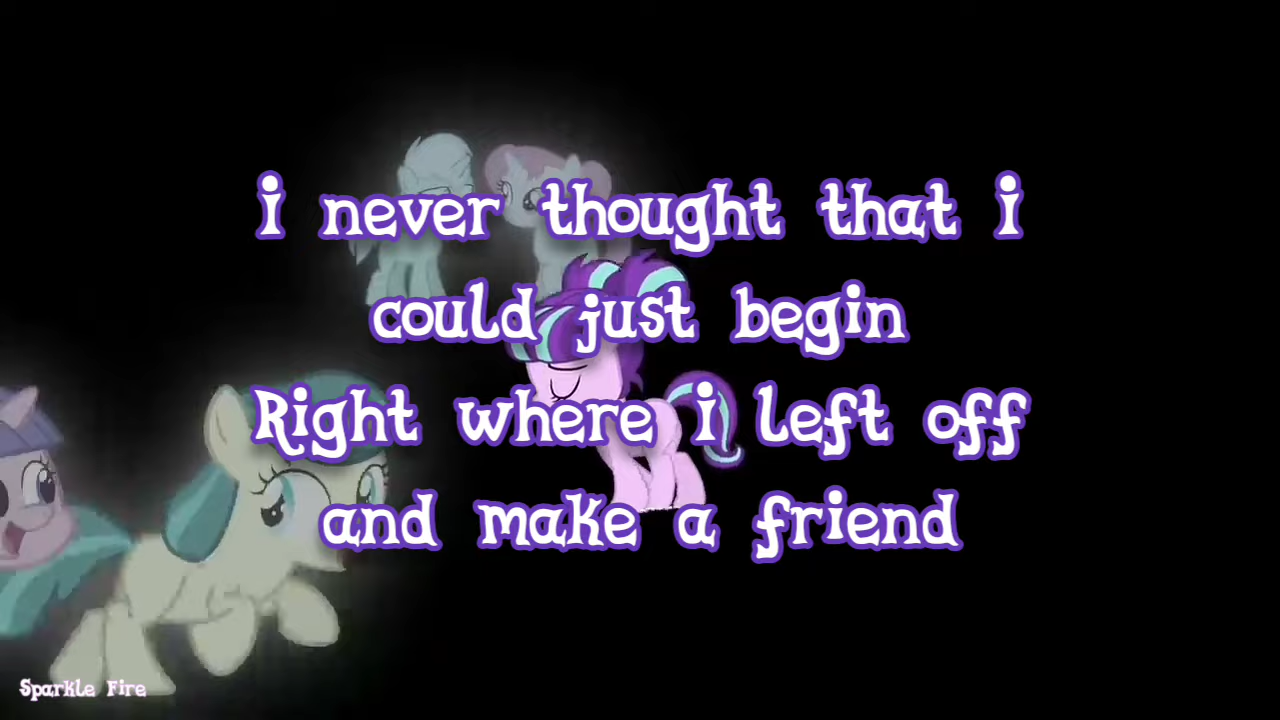 I never thought that I
could just begin
Right where I left off
and make a friend
Sparkle Fire